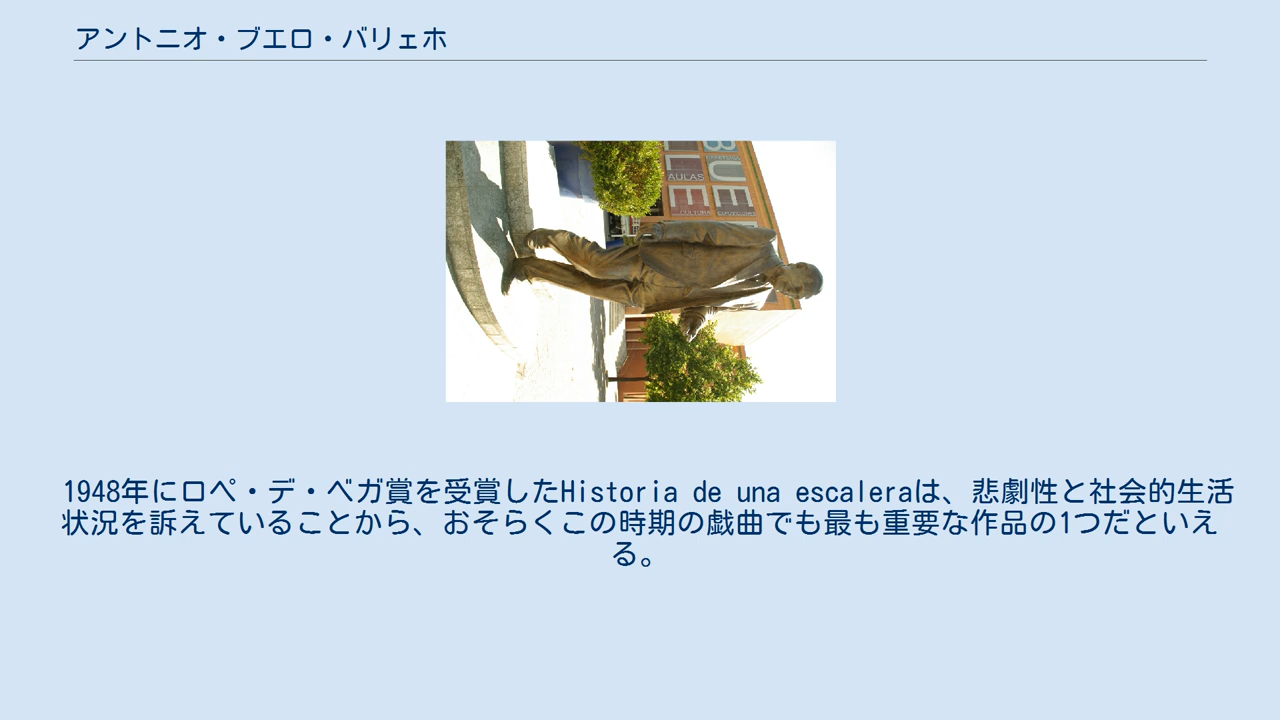 アントニオ・ブエロ・バリェホ
BUE
LLE
AULAS
CULTURA
1948年にロペ・デ・ベガ賞を受賞したHistoria de una escaleraは、悲劇性と社会的生活
状況を訴えていることから、おそらくこの時期の戯曲でも最も重要な作品の1つだといえ
る。